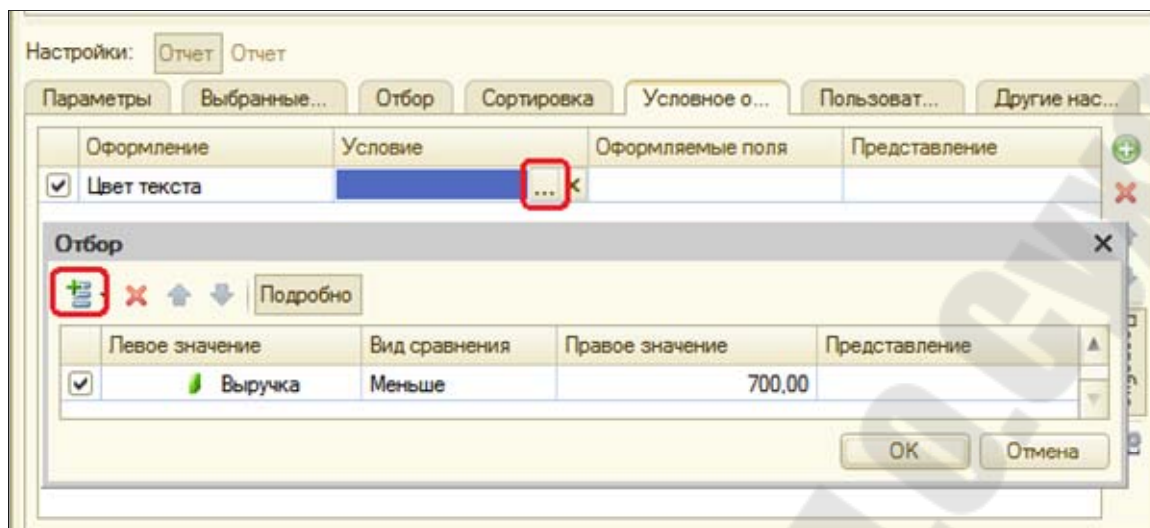 Настройки: Отчет Отчет
Параметры Выбранные... Отбор Сортировка Условное о... Пользоват... Другие нас...
Оформление Условие Оформляемые поля Представление
Цвет текста ...
Отбор
Подробно
Левое значение Вид сравнения Правое значение Представление
Выручка Меньше 700,00
OK Отмена